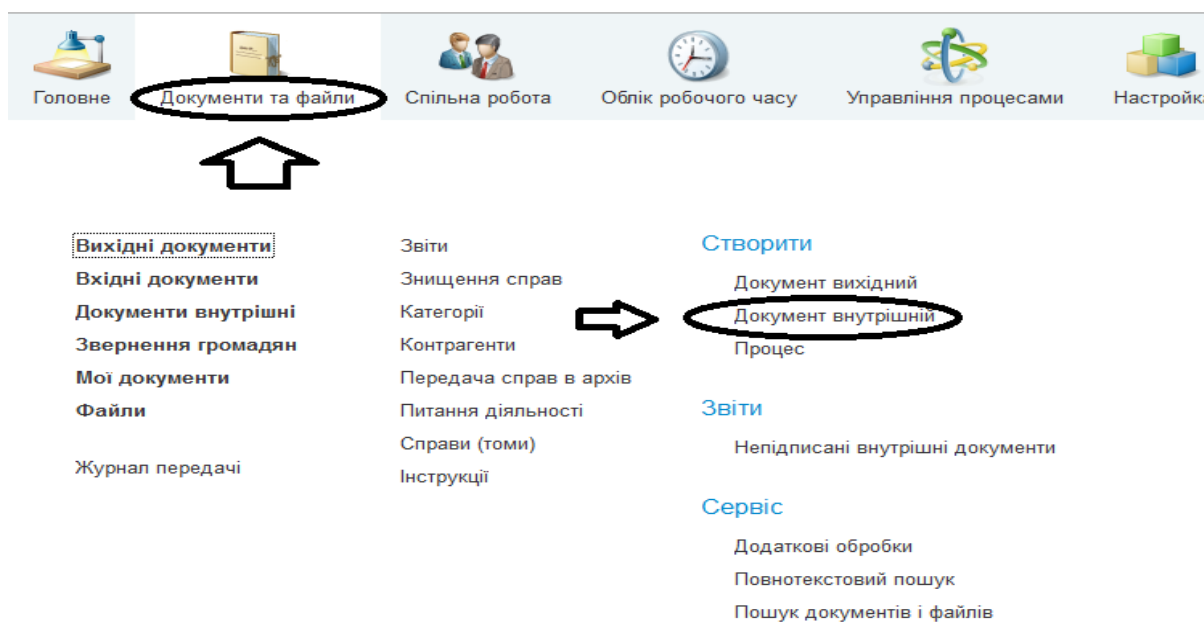 Головне
Документи та файли
Спільна робота
Облік робочого часу
Управління процесами
Настройка
Вихідні документи
Вхідні документи
Документи внутрішні
Звернення громадян
Мої документи
Файли
Журнал передачі
Звіти
Знищення справ
Категорії
Контрагенти
Передача справ в архів
Питання діяльності
Справи (томи)
Інструкції
Створити
Документ вихідний
Документ внутрішній
Процес
Звіти
Непідписані внутрішні документи
Сервіс
Додаткові обробки
Повнотекстовий пошук
Пошук документів і файлів